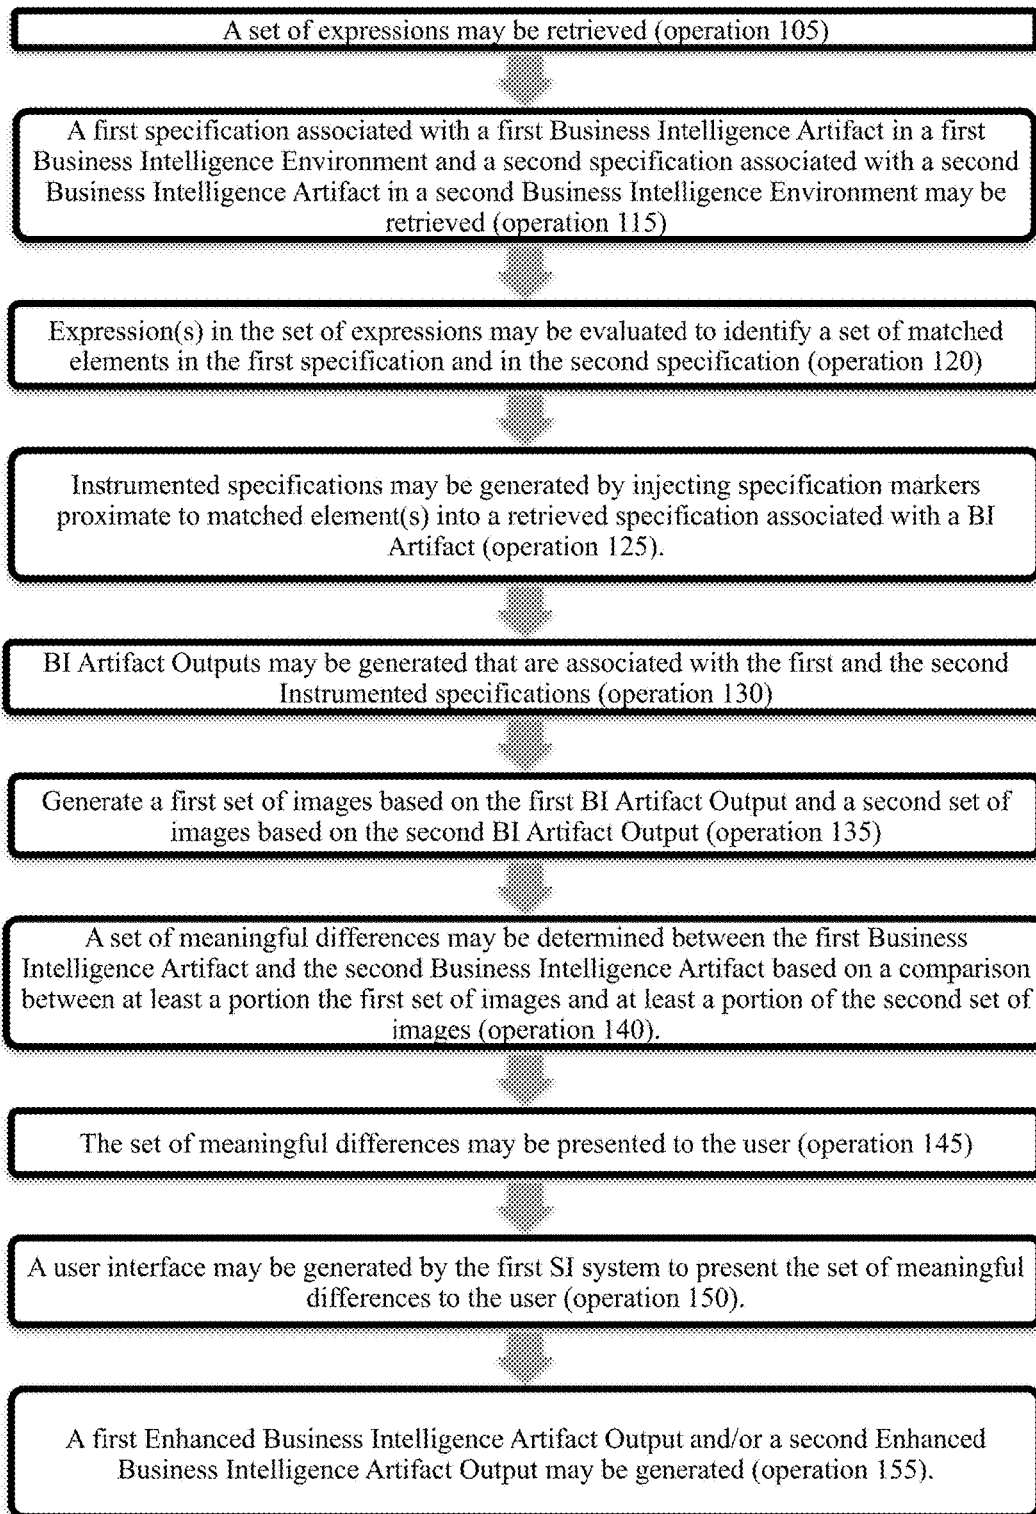 A set of expressions may be retrieved (operation 105)
A first specification associated with a first Business Intelligence Artifact in a first
Business Intelligence Environment and a second specification associated with a second
Business Intelligence Artifact in a second Business Intelligence Environment may be
retrieved (operation 115)
Expression(s) in the set of expressions may be evaluated to identify a set of matched
elements in the first specification and in the second specification (operation 120)
Instrumented specifications may be generated by injecting specification markers
proximate to matched element(s) into a retrieved specification associated with a BI
Artifact (operation 125).
BI Artifact Outputs may be generated that are associated with the first and the second
Instrumented specifications (operation 130)
Generate a first set of images based on the first BI Artifact Output and a second set of
images based on the second BI Artifact Output (operation 135)
A set of meaningful differences may be determined between the first Business
Intelligence Artifact and the second Business Intelligence Artifact based on a comparison
between at least a portion the first set of images and at least a portion of the second set of
images (operation 140).
The set of meaningful differences may be presented to the user (operation 145)
A user interface may be generated by the first SI system to present the set of meaningful
differences to the user (operation 150).
A first Enhanced Business Intelligence Artifact Output and/or a second Enhanced
Business Intelligence Artifact Output may be generated (operation 155).